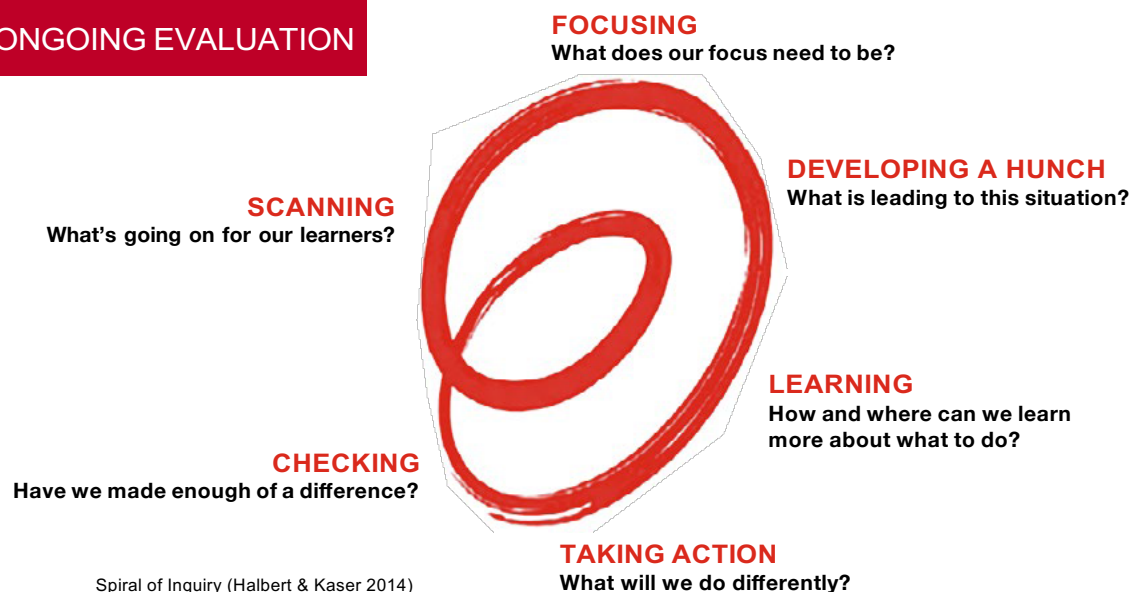 ONGOING EVALUATION
FOCUSING
What does our focus need to be?
DEVELOPING A HUNCH
What is leading to this situation?
SCANNING
What's going on for our learners?
LEARNING
How and where can we learn
more about what to do?
CHECKING
Have we made enough of a difference?
TAKING ACTION
What will we do differently?
Spiral of Inquiry (Halbert & Kaser 2014)